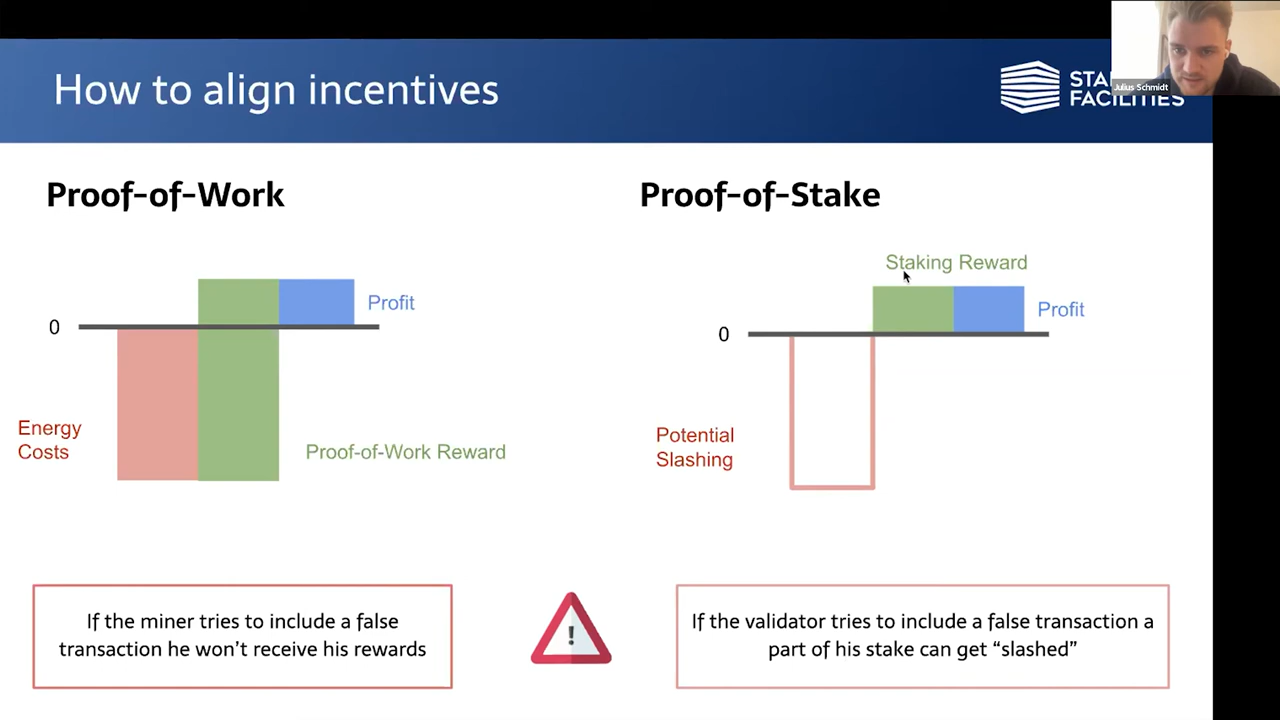 How to align incentives
FACILITIES
Julius Schmidt
Proof-of-Work
Proof-of-Stake
Staking Reward
Profit
Profit
0
0
Energy
Costs
Proof-of-Work Reward
Potential
Slashing
If the miner tries to include a false
transaction he won’t receive his rewards
!
If the validator tries to include a false transaction a
part of his stake can get “slashed”